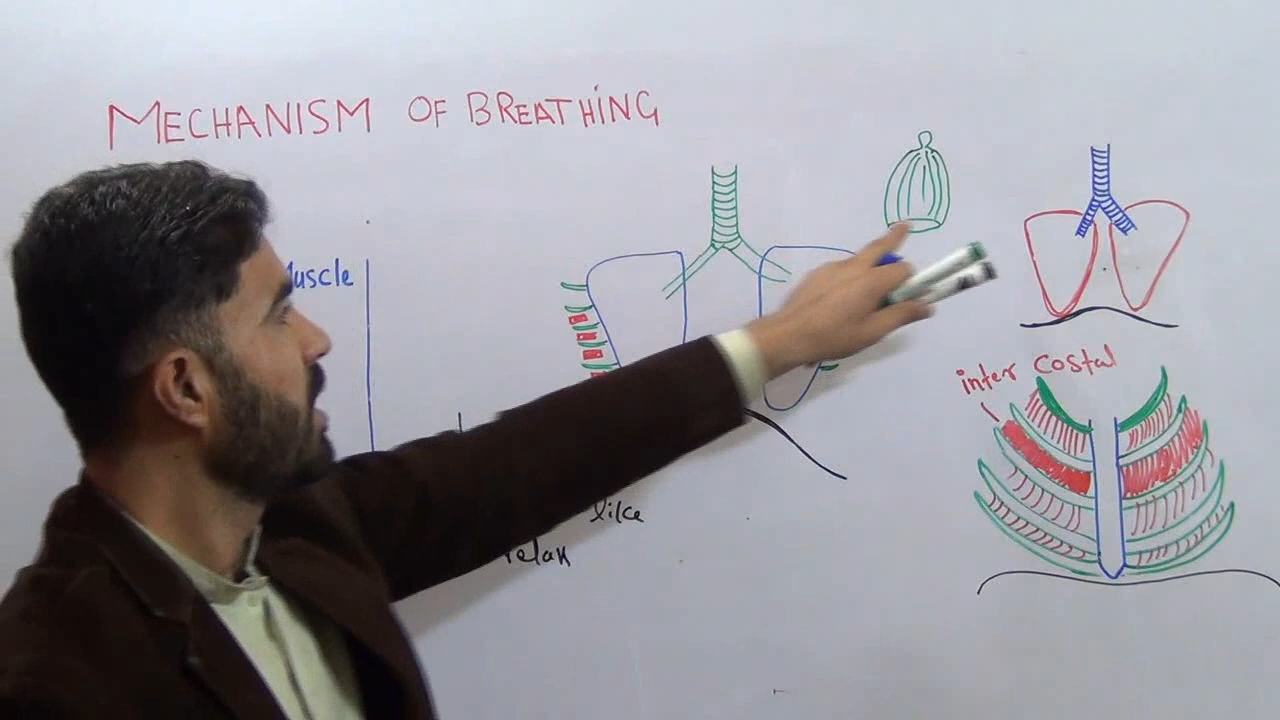 MECHANISM OF BREATHING
Muscle
inter costal
like
relax